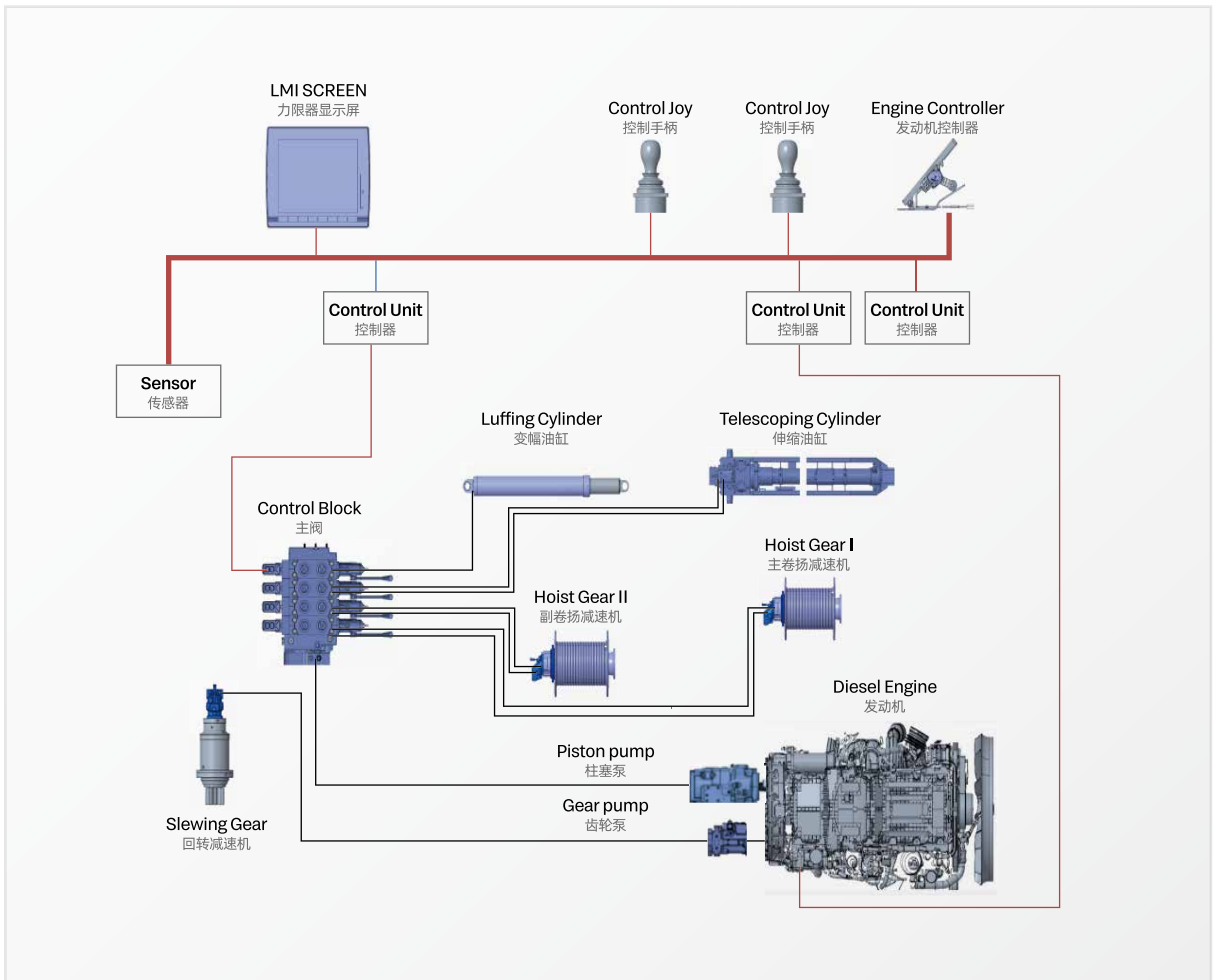 LMI SCREEN
力限器显示屏
Control Joy
控制手柄
Control Joy
控制手柄
Engine Controller
发动机控制器
Control Unit
控制器
Control Unit
控制器
Control Unit
控制器
Sensor
传感器
Luffing Cylinder
变幅油缸
Telescoping Cylinder
伸缩油缸
Control Block
主阀
Hoist Gear I
主卷扬减速机
Hoist Gear II
副卷扬减速机
Diesel Engine
发动机
Piston pump
柱塞泵
Gear pump
齿轮泵
Slewing Gear
回转减速机